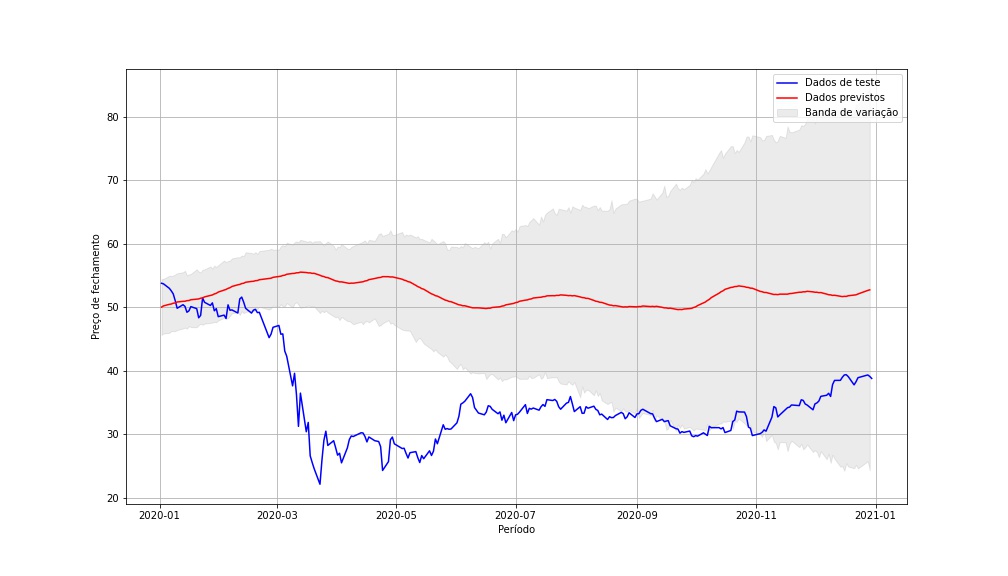 Dados de teste
Dados previstos
Banda de variação
80
70
60
50
40
30
20
Preço de fechamento
2020-01 2020-03 2020-05 2020-07 2020-09 2020-11 2021-01
Período